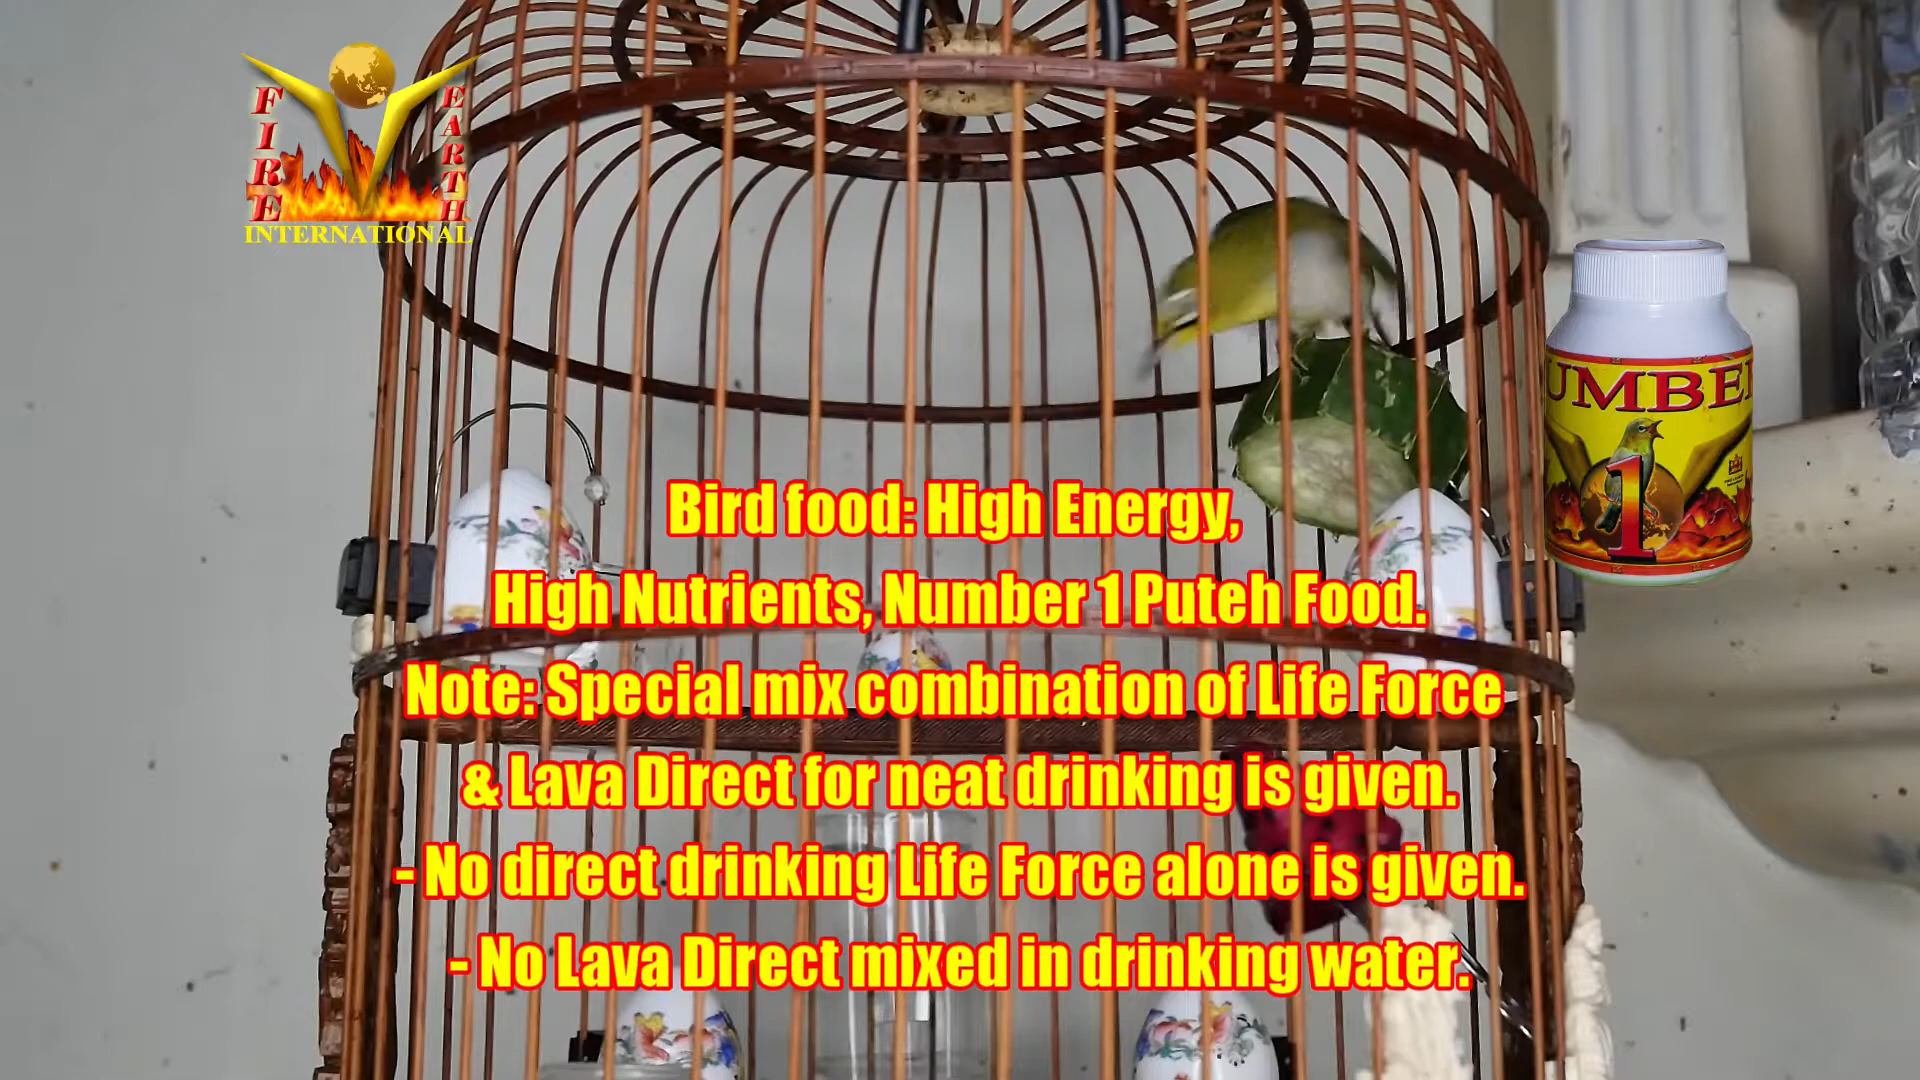 FIRE
EARTH
INTERNATIONAL
UMBE
1
Bird food: High Energy,
High Nutrients, Number 1 Puteh Food.
Note: Special mix combination of Life Force
& Lava Direct for neat drinking is given.
- No direct drinking Life Force alone is given.
- No Lava Direct mixed in drinking water.